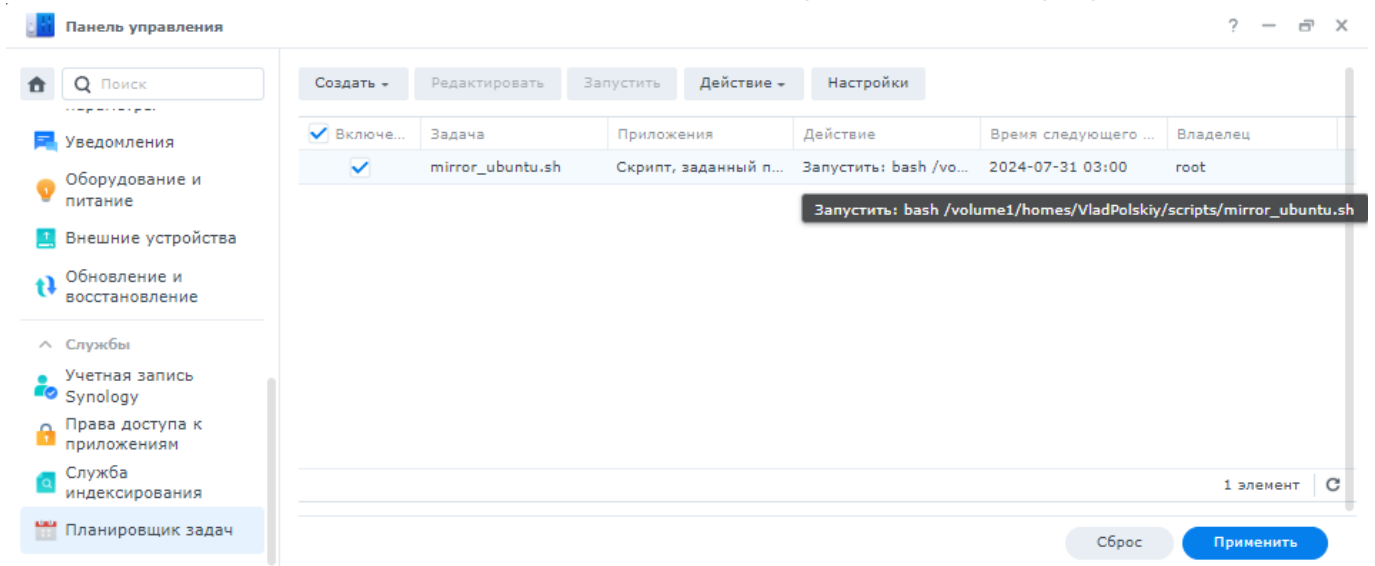 Панель управления
?
Поиск
Уведомления
Оборудование и
питание
Внешние устройства
Обновление и
восстановление
Службы
Учетная запись
Synology
Права доступа к
приложениям
Служба
индексирования
Планировщик задач
Создать
Редактировать
Запустить
Действие
Настройки
Включе... Задача Приложения Действие Время следующего ... Владелец
mirror_ubuntu.sh Скрипт, заданный п... Запустить: bash /vo... 2024-07-31 03:00 root
Запустить: bash /volume1/homes/VladPolskiy/scripts/mirror_ubuntu.sh
1 элемент
Сброс
Применить